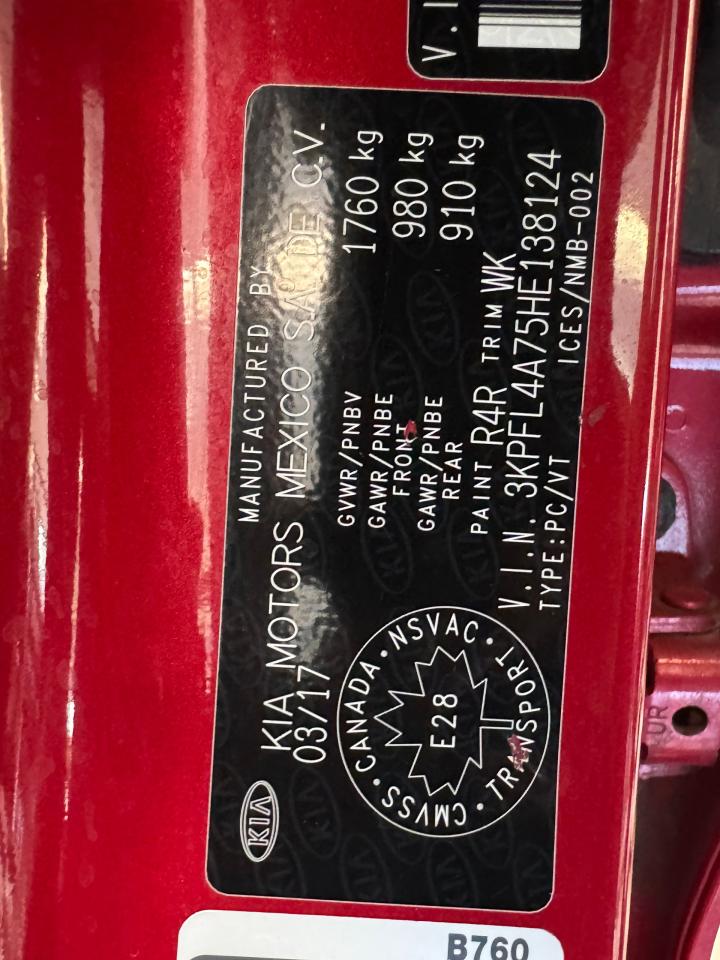 V.I
MANUFACTURED BY
KIA MOTORS MEXICO S.A. DE C.V.
03/17
GVWR/PNBV 1760 kg
GAWR/PNBE 980 kg
FRONT
GAWR/PNBE 910 kg
REAR
PAINT R4R TRIM WK
V.I.N. 3KPFL4A75HE138124
TYPE:PC/VT ICES/NMB-002
KIA
CANADA • NSVAC • TRANSPORT • CMVSS •
E28
B760